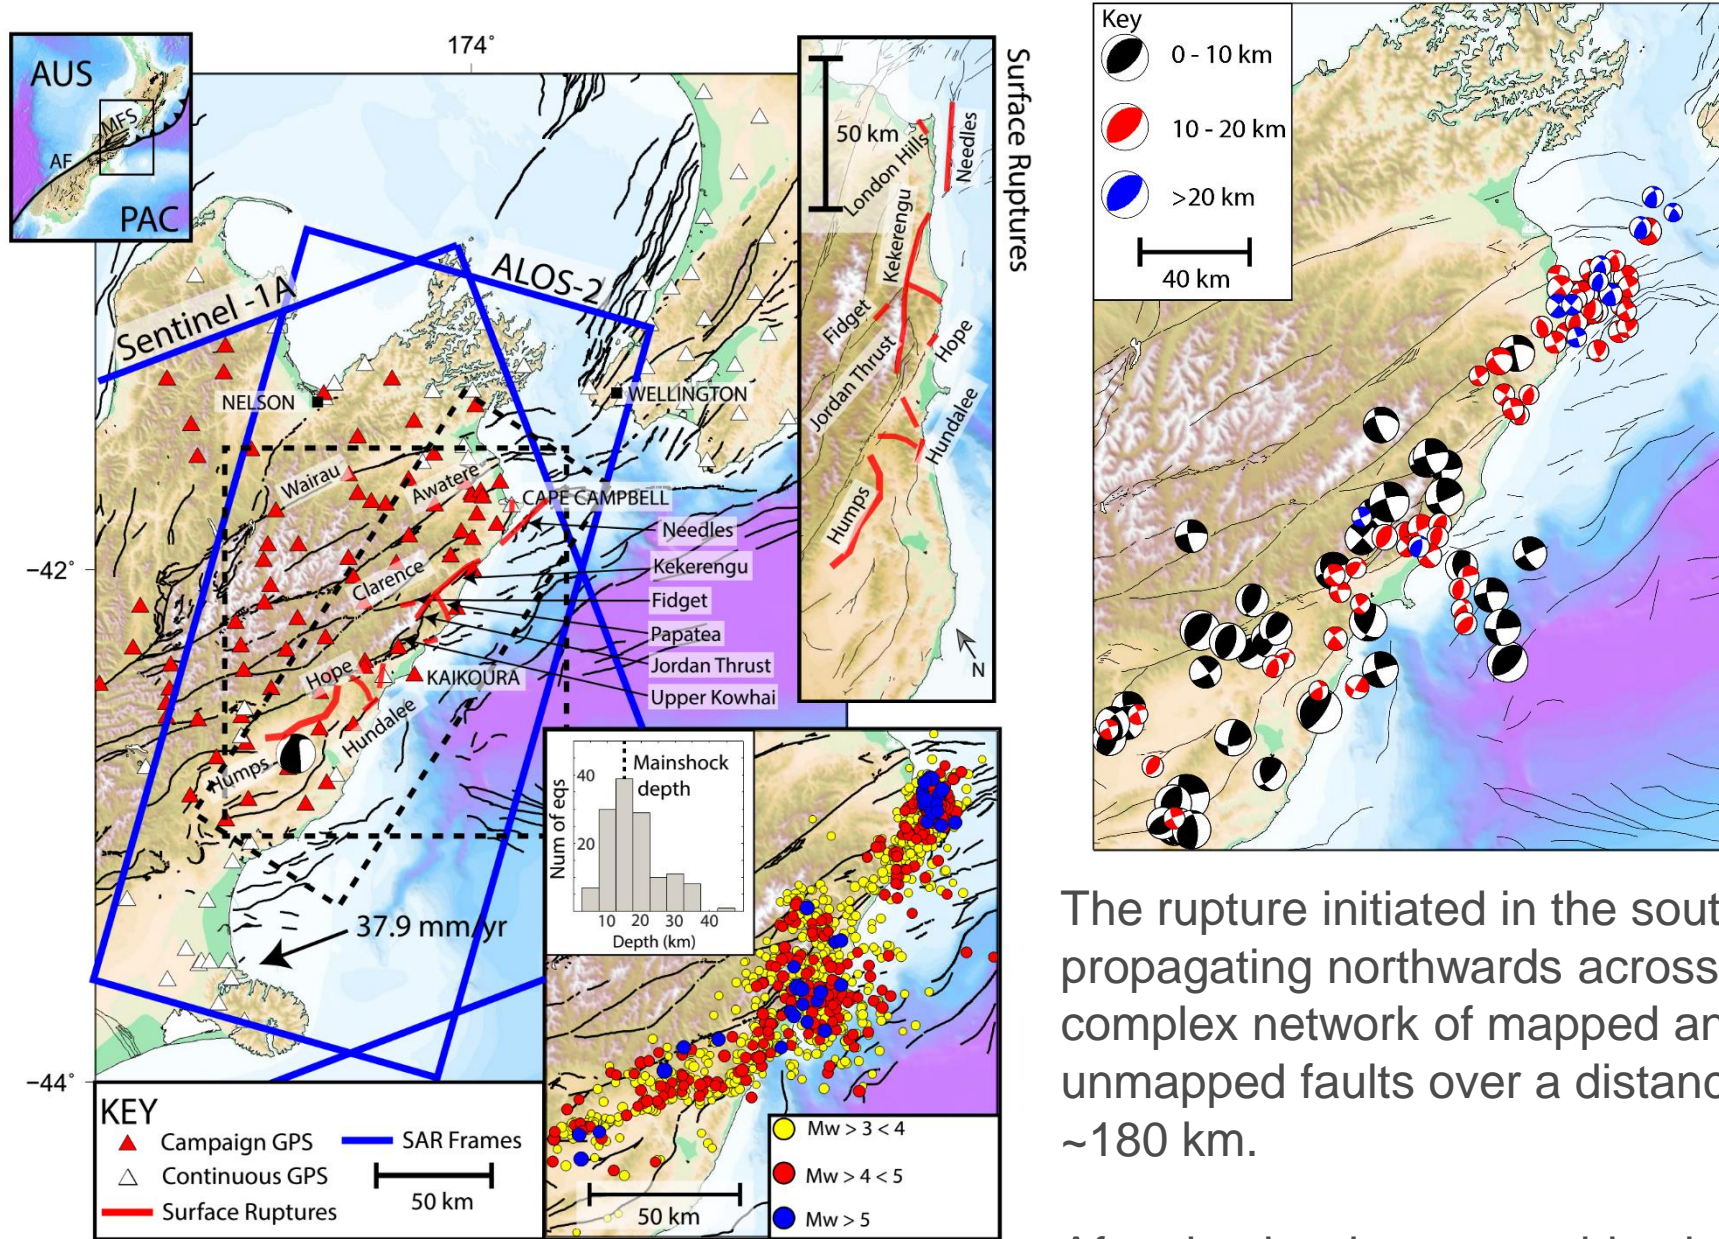 AUS
MFS
AF
PAC
174°
−42°
−44°
Sentinel -1A
ALOS-2
NELSON
WELLINGTON
Wairau
Awatere
CAPE CAMPBELL
Needles
Kekerengu
Clarence
Fidget
Papatea
Jordan Thrust
Upper Kowhai
Hope
KAIKOURA
Hundalee
Humps
37.9 mm/yr
KEY
Campaign GPS
SAR Frames
Continuous GPS
50 km
Surface Ruptures
Surface Ruptures
50 km
London Hills
Needles
Kekerengu
Fidget
Hope
Jordan Thrust
Hundalee
Humps
N
Mainshock
depth
Num of eqs
40
20
10 20 30 40
Depth (km)
50 km
Mw > 3 < 4
Mw > 4 < 5
Mw > 5
Key
0 - 10 km
10 - 20 km
>20 km
40 km
The rupture initiated in the sout
propagating northwards across
complex network of mapped an
unmapped faults over a distanc
~180 km.